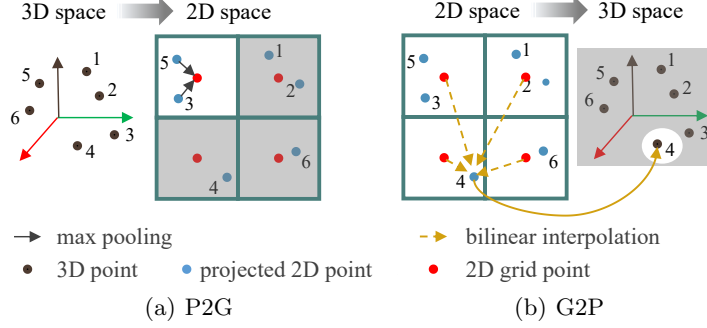 3D space 2D space
5 1 2 6 3 4
5 3 1 2 4 6
max pooling
3D point projected 2D point
(a) P2G
2D space 3D space
5 3 1 2 4 6
5 1 2 6 3 4
bilinear interpolation
2D grid point
(b) G2P